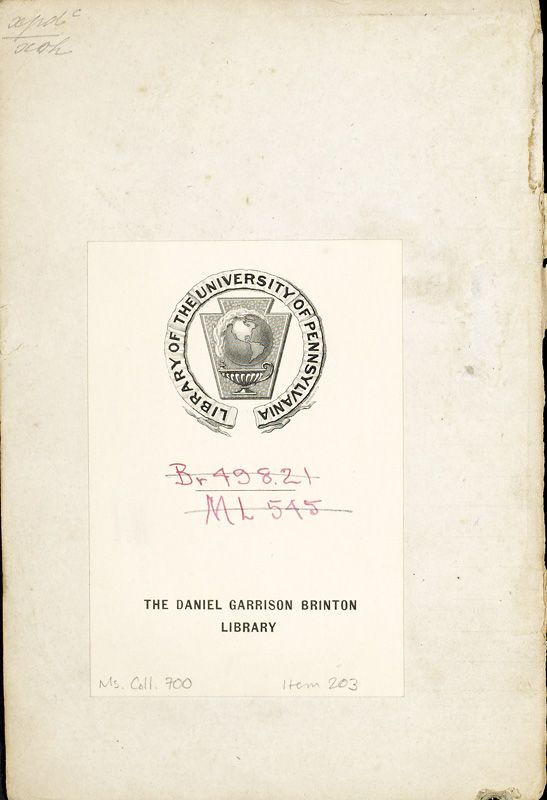 LIBRARY OF THE UNIVERSITY OF PENNSYLVANIA
Br 498.21
ML 545
THE DANIEL GARRISON BRINTON
LIBRARY
Ms. Coll. 700 Item 203